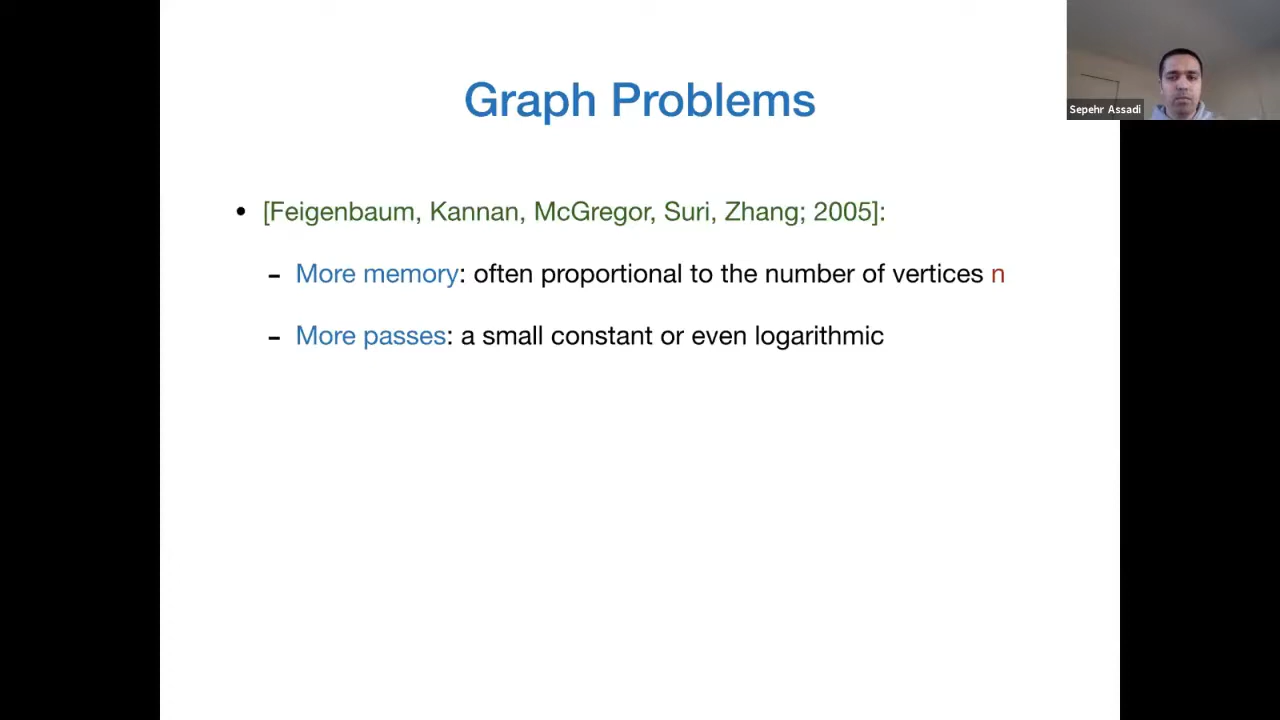 Graph Problems
Sepehr Assadi
• [Feigenbaum, Kannan, McGregor, Suri, Zhang; 2005]:
- More memory: often proportional to the number of vertices n
- More passes: a small constant or even logarithmic